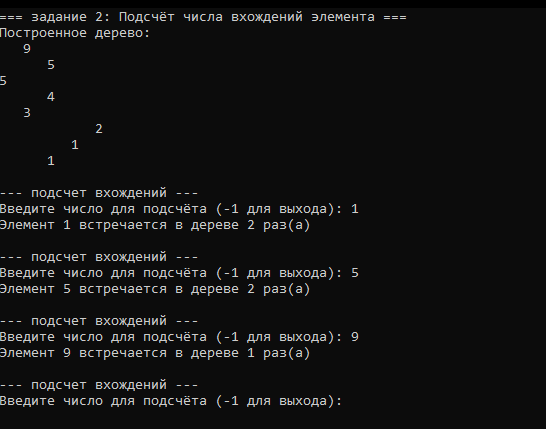 === задание 2: Подсчёт числа вхождений элемента ===
Построенное дерево:
9
5
5
4
3
2
1
1
--- подсчет вхождений ---
Введите число для подсчёта (-1 для выхода): 1
Элемент 1 встречается в дереве 2 раз(а)
--- подсчет вхождений ---
Введите число для подсчёта (-1 для выхода): 5
Элемент 5 встречается в дереве 2 раз(а)
--- подсчет вхождений ---
Введите число для подсчёта (-1 для выхода): 9
Элемент 9 встречается в дереве 1 раз(а)
--- подсчет вхождений ---
Введите число для подсчёта (-1 для выхода):